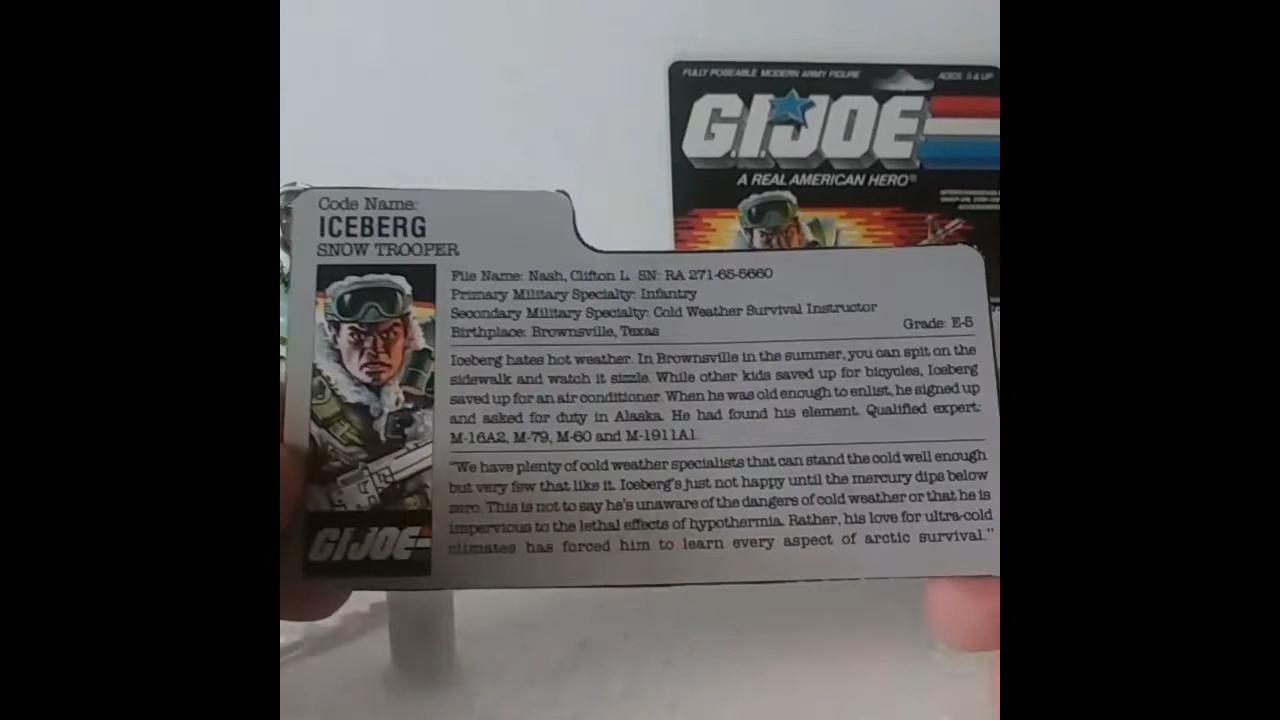 FULLY POSEABLE MODERN ARMY FIGURE
AGES 5 & UP
G.I.JOE
A REAL AMERICAN HERO®
Code Name:
ICEBERG
SNOW TROOPER
File Name: Nash, Clifton L. SN: RA 271-65-5660
Primary Military Specialty: Infantry
Secondary Military Specialty: Cold Weather Survival Instructor
Birthplace: Brownsville, Texas
Grade: E-5
Iceberg hates hot weather. In Brownsville in the summer, you can spit on the
sidewalk and watch it sizzle. While other kids saved up for bicycles, Iceberg
saved up for an air conditioner. When he was old enough to enlist, he signed up
and asked for duty in Alaska. He had found his element. Qualified expert:
M-16A2, M-79, M-60 and M-1911A1.
"We have plenty of cold weather specialists that can stand the cold well enough
but very few that like it. Iceberg's just not happy until the mercury dips below
zero. This is not to say he's unaware of the dangers of cold weather or that he is
impervious to the lethal effects of hypothermia. Rather, his love for ultra-cold
climates has forced him to learn every aspect of arctic survival."
G.I.JOE